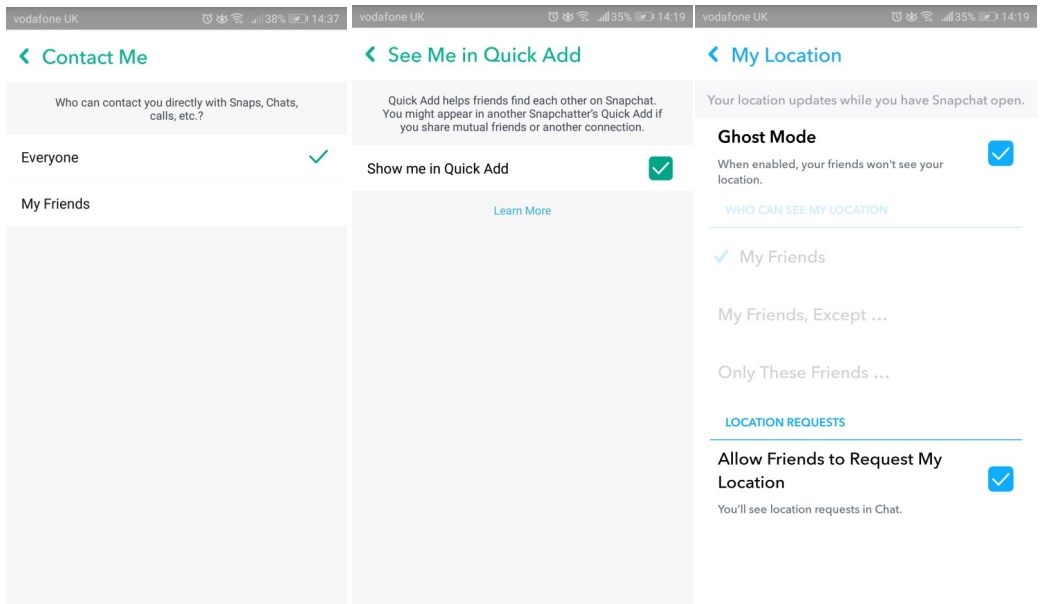 vodafone UK 38% 14:37
Contact Me
Who can contact you directly with Snaps, Chats,
calls, etc.?
Everyone
My Friends
vodafone UK 35% 14:19
See Me in Quick Add
Quick Add helps friends find each other on Snapchat.
You might appear in another Snapchatter's Quick Add if
you share mutual friends or another connection.
Show me in Quick Add
Learn More
vodafone UK 35% 14:19
My Location
Your location updates while you have Snapchat open.
Ghost Mode
When enabled, your friends won't see your
location.
WHO CAN SEE MY LOCATION
My Friends
My Friends, Except ...
Only These Friends ...
LOCATION REQUESTS
Allow Friends to Request My
Location
You'll see location requests in Chat.